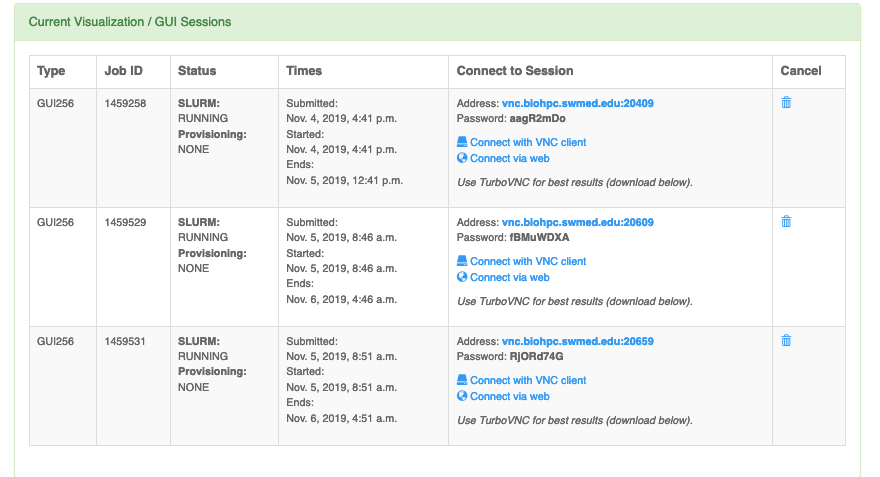 Current Visualization / GUI Sessions
Type Job ID Status Times Connect to Session Cancel
GUI256 1459258 SLURM: Submitted: Address: vnc.biohpc.swmed.edu:20409
RUNNING Nov. 4, 2019, 4:41 p.m. Password: aagR2mDo
Provisioning: Started:
NONE Nov. 4, 2019, 4:41 p.m. Connect with VNC client
Ends: Connect via web
Nov. 5, 2019, 12:41 p.m. Use TurboVNC for best results (download below).
GUI256 1459529 SLURM: Submitted: Address: vnc.biohpc.swmed.edu:20609
RUNNING Nov. 5, 2019, 8:46 a.m. Password: fBMuWDXA
Provisioning: Started:
NONE Nov. 5, 2019, 8:46 a.m. Connect with VNC client
Ends: Connect via web
Nov. 6, 2019, 4:46 a.m. Use TurboVNC for best results (download below).
GUI256 1459531 SLURM: Submitted: Address: vnc.biohpc.swmed.edu:20659
RUNNING Nov. 5, 2019, 8:51 a.m. Password: RjORd74G
Provisioning: Started:
NONE Nov. 5, 2019, 8:51 a.m. Connect with VNC client
Ends: Connect via web
Nov. 6, 2019, 4:51 a.m. Use TurboVNC for best results (download below).